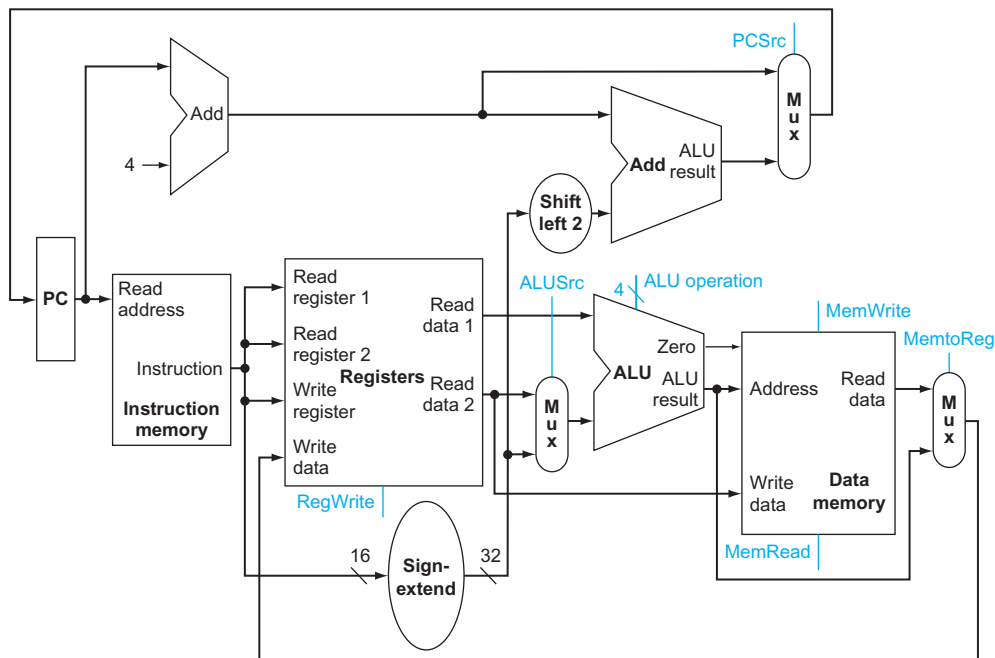 PCSrc
Add
4
M
u
x
Add
ALU
result
Shift
left 2
PC
Read
address
Instruction
Instruction
memory
Read
register 1
Read
register 2
Write
register
Write
data
Registers
Read
data 1
Read
data 2
RegWrite
ALUSrc
M
u
x
4
ALU operation
Zero
ALU
ALU
result
MemWrite
Address
Read
data
Write
data
Data
memory
MemRead
MemtoReg
M
u
x
16
Sign-
extend
32